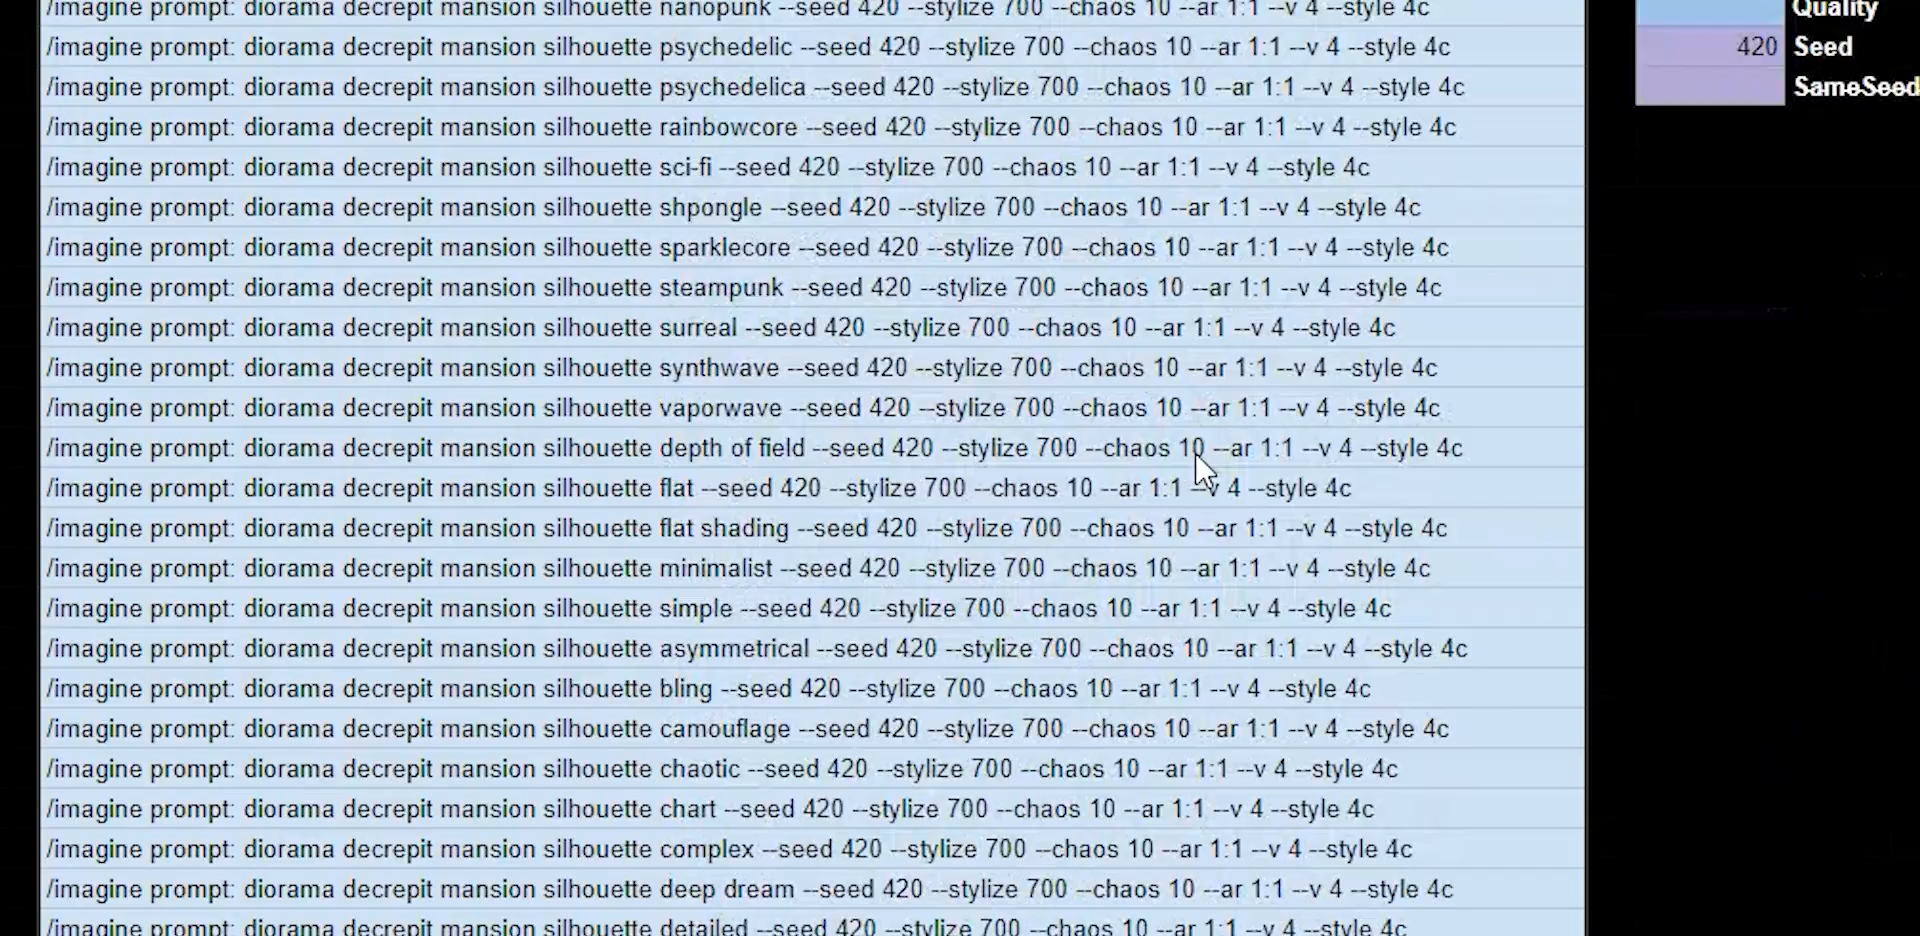 /imagine prompt: diorama decrepit mansion silhouette nanopunk --seed 420 --stylize 700 --chaos 10 --ar 1:1 --v 4 --style 4c
/imagine prompt: diorama decrepit mansion silhouette psychedelic --seed 420 --stylize 700 --chaos 10 --ar 1:1 --v 4 --style 4c
/imagine prompt: diorama decrepit mansion silhouette psychedelica --seed 420 --stylize 700 --chaos 10 --ar 1:1 --v 4 --style 4c
/imagine prompt: diorama decrepit mansion silhouette rainbowcore --seed 420 --stylize 700 --chaos 10 --ar 1:1 --v 4 --style 4c
/imagine prompt: diorama decrepit mansion silhouette sci-fi --seed 420 --stylize 700 --chaos 10 --ar 1:1 --v 4 --style 4c
/imagine prompt: diorama decrepit mansion silhouette shpongle --seed 420 --stylize 700 --chaos 10 --ar 1:1 --v 4 --style 4c
/imagine prompt: diorama decrepit mansion silhouette sparklecore --seed 420 --stylize 700 --chaos 10 --ar 1:1 --v 4 --style 4c
/imagine prompt: diorama decrepit mansion silhouette steampunk --seed 420 --stylize 700 --chaos 10 --ar 1:1 --v 4 --style 4c
/imagine prompt: diorama decrepit mansion silhouette surreal --seed 420 --stylize 700 --chaos 10 --ar 1:1 --v 4 --style 4c
/imagine prompt: diorama decrepit mansion silhouette synthwave --seed 420 --stylize 700 --chaos 10 --ar 1:1 --v 4 --style 4c
/imagine prompt: diorama decrepit mansion silhouette vaporwave --seed 420 --stylize 700 --chaos 10 --ar 1:1 --v 4 --style 4c
/imagine prompt: diorama decrepit mansion silhouette depth of field --seed 420 --stylize 700 --chaos 10 --ar 1:1 --v 4 --style 4c
/imagine prompt: diorama decrepit mansion silhouette flat --seed 420 --stylize 700 --chaos 10 --ar 1:1 --v 4 --style 4c
/imagine prompt: diorama decrepit mansion silhouette flat shading --seed 420 --stylize 700 --chaos 10 --ar 1:1 --v 4 --style 4c
/imagine prompt: diorama decrepit mansion silhouette minimalist --seed 420 --stylize 700 --chaos 10 --ar 1:1 --v 4 --style 4c
/imagine prompt: diorama decrepit mansion silhouette simple --seed 420 --stylize 700 --chaos 10 --ar 1:1 --v 4 --style 4c
/imagine prompt: diorama decrepit mansion silhouette asymmetrical --seed 420 --stylize 700 --chaos 10 --ar 1:1 --v 4 --style 4c
/imagine prompt: diorama decrepit mansion silhouette bling --seed 420 --stylize 700 --chaos 10 --ar 1:1 --v 4 --style 4c
/imagine prompt: diorama decrepit mansion silhouette camouflage --seed 420 --stylize 700 --chaos 10 --ar 1:1 --v 4 --style 4c
/imagine prompt: diorama decrepit mansion silhouette chaotic --seed 420 --stylize 700 --chaos 10 --ar 1:1 --v 4 --style 4c
/imagine prompt: diorama decrepit mansion silhouette chart --seed 420 --stylize 700 --chaos 10 --ar 1:1 --v 4 --style 4c
/imagine prompt: diorama decrepit mansion silhouette complex --seed 420 --stylize 700 --chaos 10 --ar 1:1 --v 4 --style 4c
/imagine prompt: diorama decrepit mansion silhouette deep dream --seed 420 --stylize 700 --chaos 10 --ar 1:1 --v 4 --style 4c
/imagine prompt: diorama decrepit mansion silhouette detailed --seed 420 --stylize 700 --chaos 10 --ar 1:1 --v 4 --style 4c
Quality
420 Seed
SameSeed